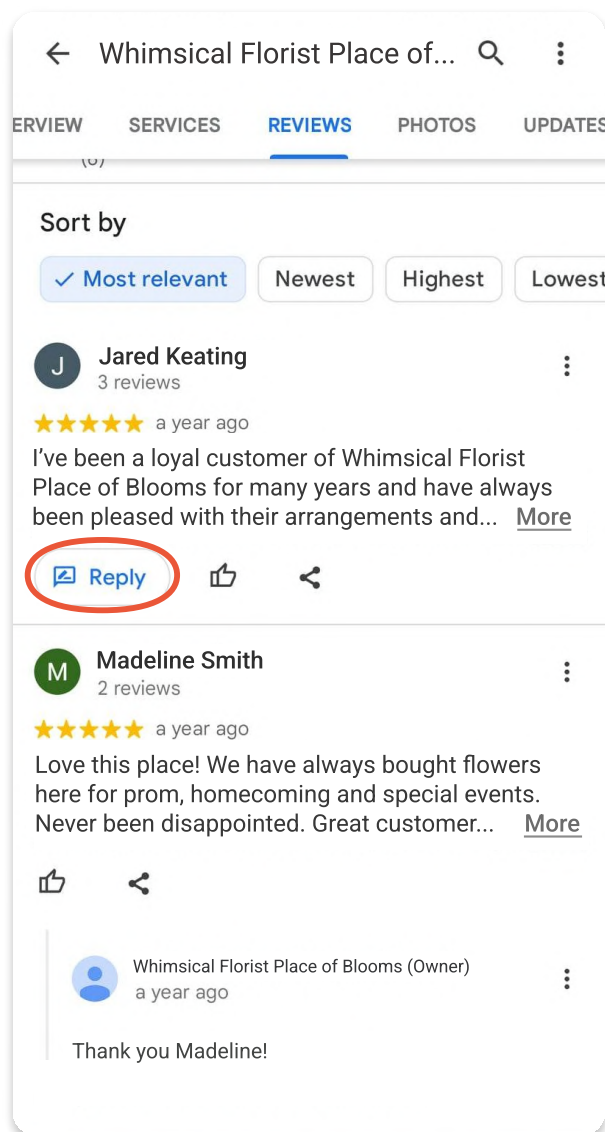 Whimsical Florist Place of...
ERVIEW SERVICES REVIEWS PHOTOS UPDATES
(6)
Sort by
Most relevant Newest Highest Lowest
J
Jared Keating
3 reviews
a year ago
I've been a loyal customer of Whimsical Florist
Place of Blooms for many years and have always
been pleased with their arrangements and... More
Reply
M
Madeline Smith
2 reviews
a year ago
Love this place! We have always bought flowers
here for prom, homecoming and special events.
Never been disappointed. Great customer... More
Whimsical Florist Place of Blooms (Owner)
a year ago
Thank you Madeline!